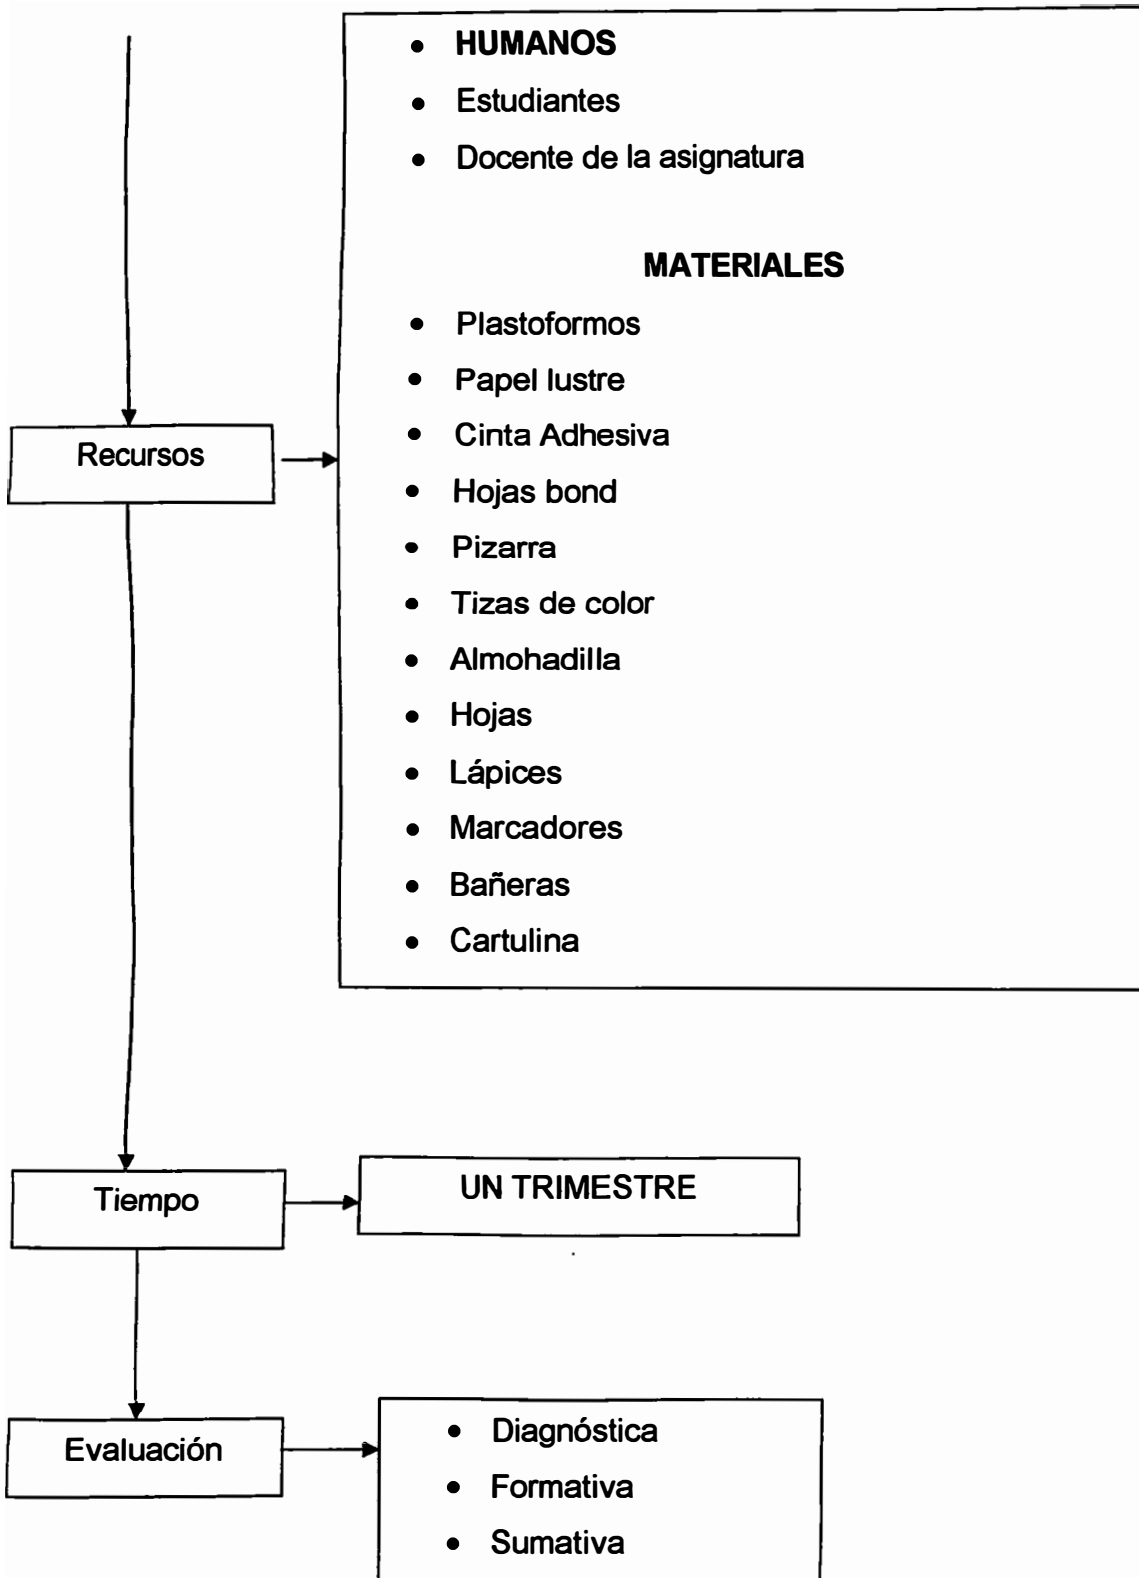 • HUMANOS
• Estudiantes
• Docente de la asignatura
MATERIALES
• Plastoformos
• Papel lustre
• Cinta Adhesiva
• Hojas bond
• Pizarra
• Tizas de color
• Almohadilla
• Hojas
• Lápices
• Marcadores
• Bañeras
• Cartulina
Recursos
Tiempo
UN TRIMESTRE
Evaluación
• Diagnóstica
• Formativa
• Sumativa